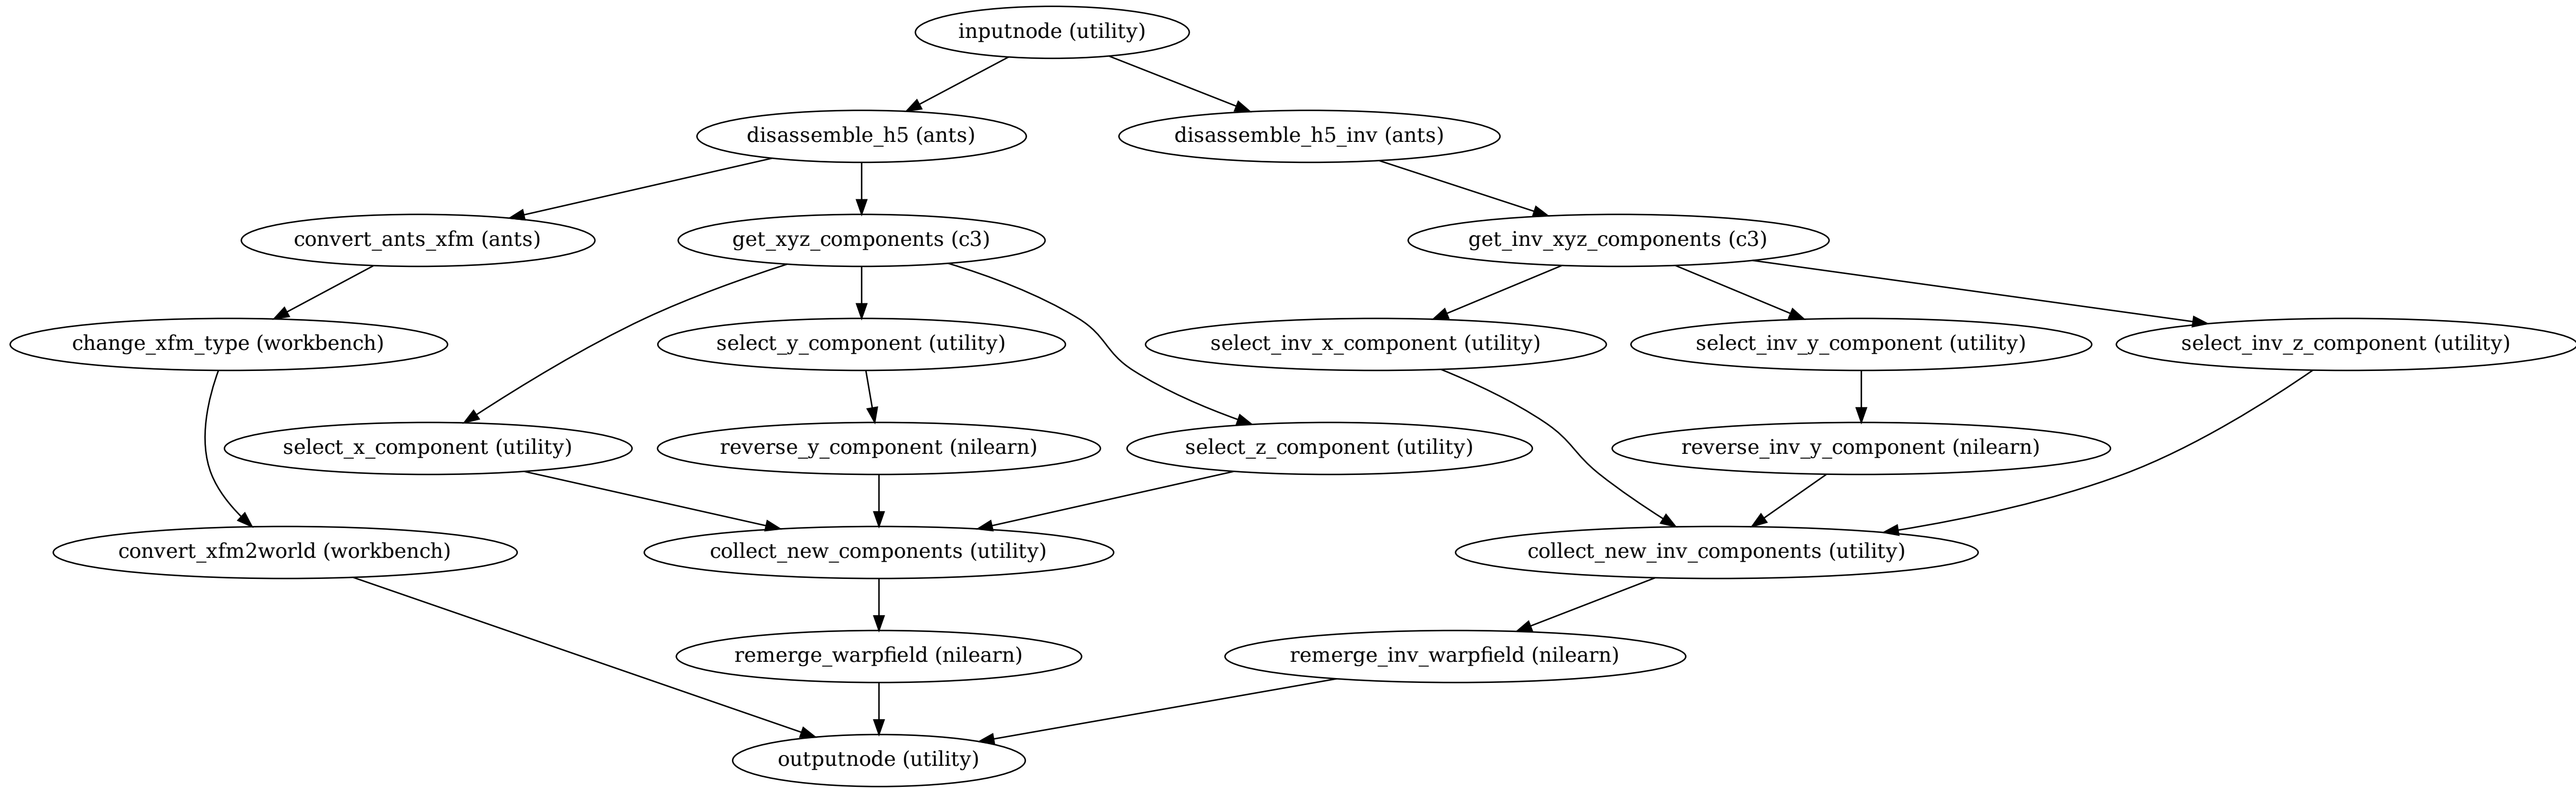 inputnode (utility)
disassemble_h5 (ants)
disassemble_h5_inv (ants)
convert_ants_xfm (ants)
get_xyz_components (c3)
get_inv_xyz_components (c3)
change_xfm_type (workbench)
select_y_component (utility)
select_inv_x_component (utility)
select_inv_y_component (utility)
select_inv_z_component (utility)
select_x_component (utility)
reverse_y_component (nilearn)
select_z_component (utility)
reverse_inv_y_component (nilearn)
convert_xfm2world (workbench)
collect_new_components (utility)
collect_new_inv_components (utility)
remerge_warpfield (nilearn)
remerge_inv_warpfield (nilearn)
outputnode (utility)